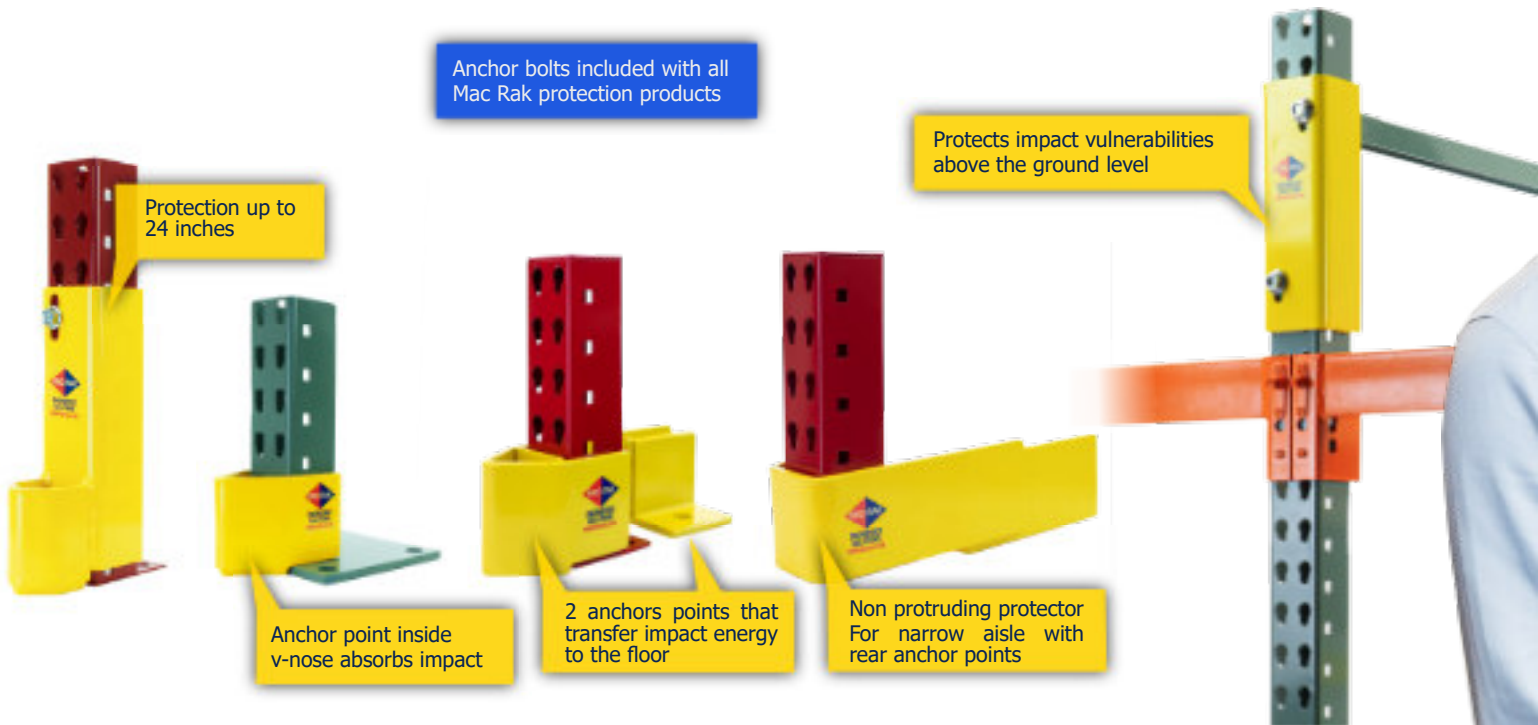 Anchor bolts included with all
Mac Rak protection products
Protects impact vulnerabilities
above the ground level
Protection up to
24 inches
Anchor point inside
v-nose absorbs impact
2 anchors points that
transfer impact energy
to the floor
Non protruding protector
For narrow aisle with
rear anchor points